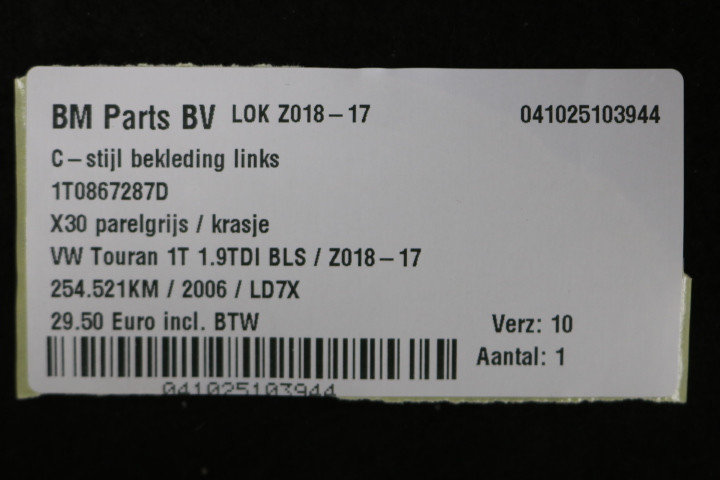 BM Parts BV LOK Z018-17 041025103944
C-stijl bekleding links
1T0867287D
X30 parelgrijs / krasje
VW Touran 1T 1.9TDI BLS / Z018-17
254.521KM / 2006 / LD7X
29.50 Euro incl. BTW Verz: 10
Aantal: 1
041025103944